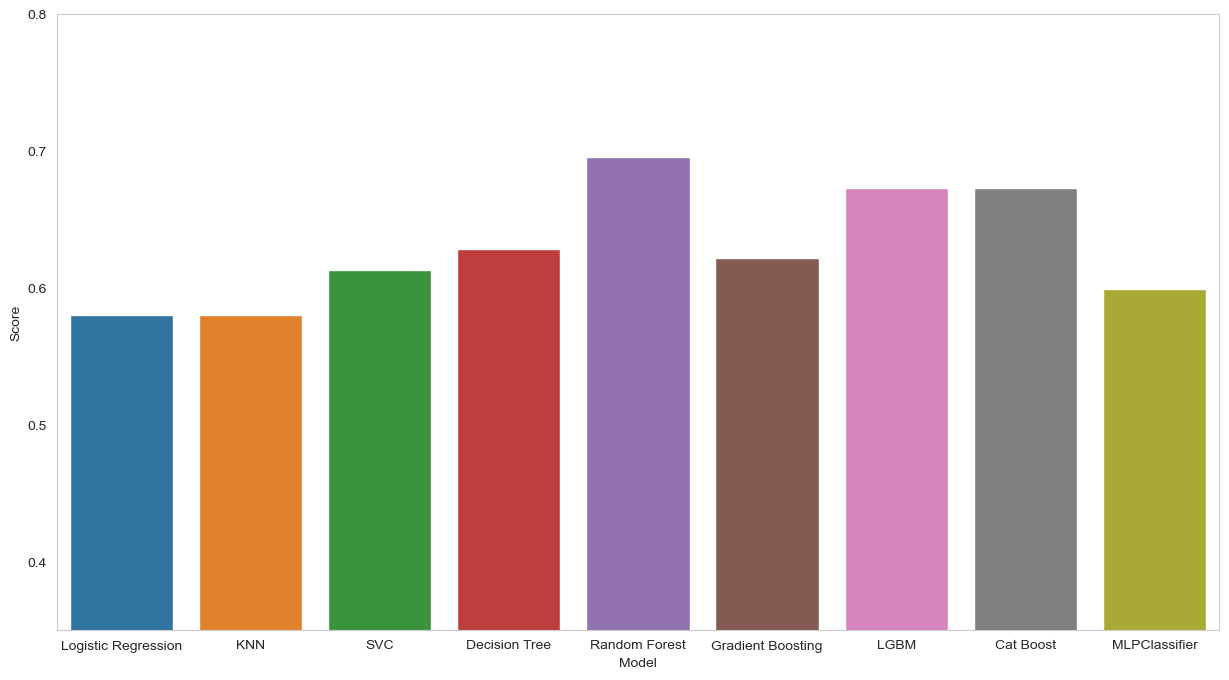 0.8
0.7
0.6
0.5
0.4
Score
Logistic Regression KNN SVC Decision Tree Random Forest Gradient Boosting LGBM Cat Boost MLPClassifier
Model